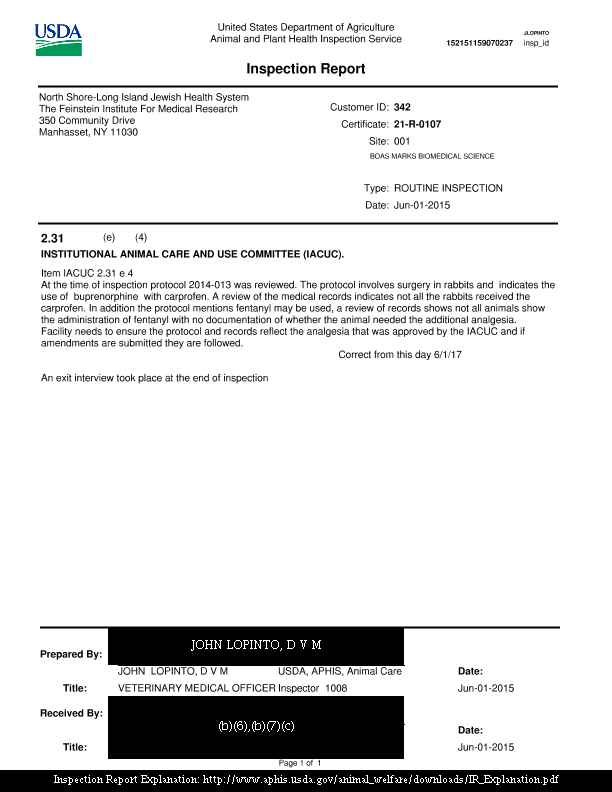 USDA
United States Department of Agriculture
Animal and Plant Health Inspection Service
JLOPINTO
152151159070237 insp_id
Inspection Report
North Shore-Long Island Jewish Health System
The Feinstein Institute For Medical Research
350 Community Drive
Manhasset, NY 11030
Customer ID: 342
Certificate: 21-R-0107
Site: 001
BOAS MARKS BIOMEDICAL SCIENCE
Type: ROUTINE INSPECTION
Date: Jun-01-2015
2.31 (e) (4)
INSTITUTIONAL ANIMAL CARE AND USE COMMITTEE (IACUC).
Item IACUC 2.31 e 4
At the time of inspection protocol 2014-013 was reviewed. The protocol involves surgery in rabbits and indicates the
use of buprenorphine with carprofen. A review of the medical records indicates not all the rabbits received the
carprofen. In addition the protocol mentions fentanyl may be used, a review of records shows not all animals show
the administration of fentanyl with no documentation of whether the animal needed the additional analgesia.
Facility needs to ensure the protocol and records reflect the analgesia that was approved by the IACUC and if
amendments are submitted they are followed.
Correct from this day 6/1/17
An exit interview took place at the end of inspection
JOHN LOPINTO, D V M
Prepared By:
JOHN LOPINTO, D V M USDA, APHIS, Animal Care Date:
Title: VETERINARY MEDICAL OFFICER Inspector 1008 Jun-01-2015
Received By:
(b)(6),(b)(7)(c)
Date:
Title: Jun-01-2015
Page 1 of 1
Inspection Report Explanation: http://www.aphis.usda.gov/animal_welfare/downloads/IR_Explanation.pdf